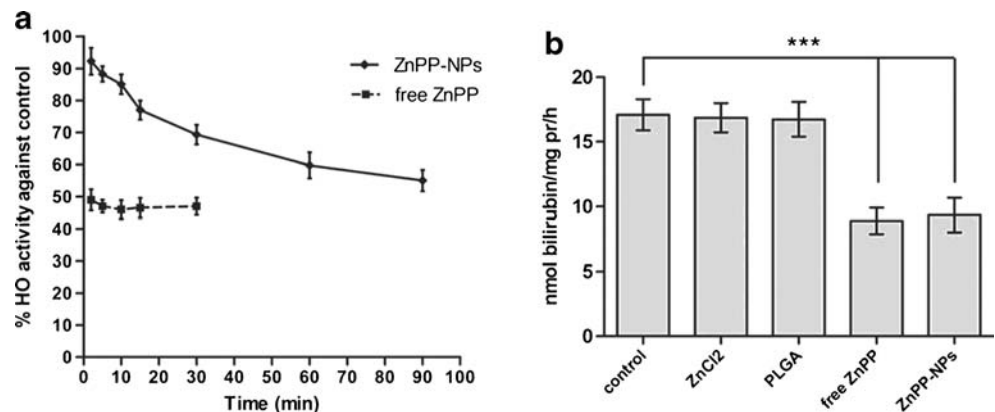 a
% HO activity against control
100
90
80
70
60
50
40
30
20
10
0
0 10 20 30 40 50 60 70 80 90 100
Time (min)
ZnPP-NPs
free ZnPP
b
***
nmol bilirubin/mg pr/h
20
15
10
5
0
control
ZnCl2
PLGA
free ZnPP
ZnPP-NPs